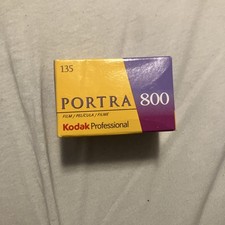 135
PORTRA 800
FILM / PELÍCULA / FILME
Kodak Professional